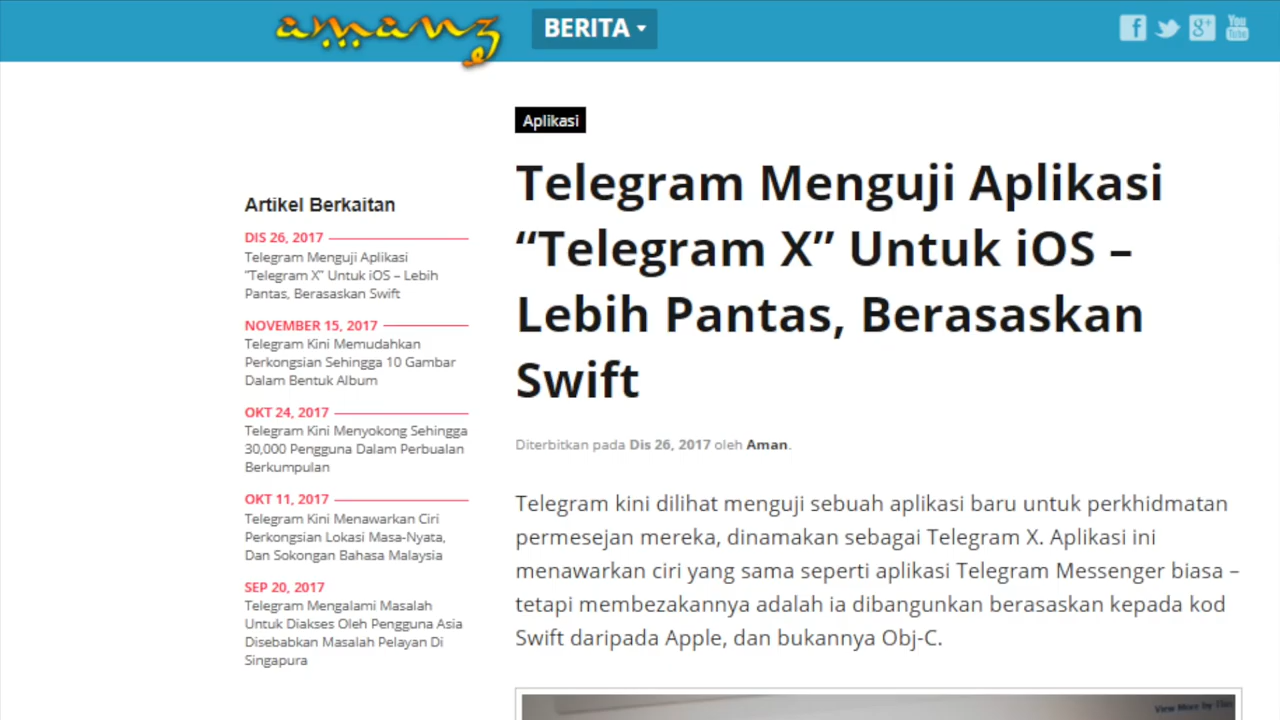 amanz
BERITA
f
g+
You
Tube
Aplikasi
Telegram Menguji Aplikasi
“Telegram X” Untuk iOS –
Lebih Pantas, Berasaskan
Swift
Diterbitkan pada Dis 26, 2017 oleh Aman.
Telegram kini dilihat menguji sebuah aplikasi baru untuk perkhidmatan
permesejan mereka, dinamakan sebagai Telegram X. Aplikasi ini
menawarkan ciri yang sama seperti aplikasi Telegram Messenger biasa –
tetapi membezakannya adalah ia dibangunkan berasaskan kepada kod
Swift daripada Apple, dan bukannya Obj-C.
Artikel Berkaitan
DIS 26, 2017
Telegram Menguji Aplikasi
“Telegram X” Untuk iOS – Lebih
Pantas, Berasaskan Swift
NOVEMBER 15, 2017
Telegram Kini Memudahkan
Perkongsian Sehingga 10 Gambar
Dalam Bentuk Album
OKT 24, 2017
Telegram Kini Menyokong Sehingga
30,000 Pengguna Dalam Perbualan
Berkumpulan
OKT 11, 2017
Telegram Kini Menawarkan Ciri
Perkongsian Lokasi Masa-Nyata,
Dan Sokongan Bahasa Malaysia
SEP 20, 2017
Telegram Mengalami Masalah
Untuk Diakses Oleh Pengguna Asia
Disebabkan Masalah Pelayan Di
Singapura
View More by